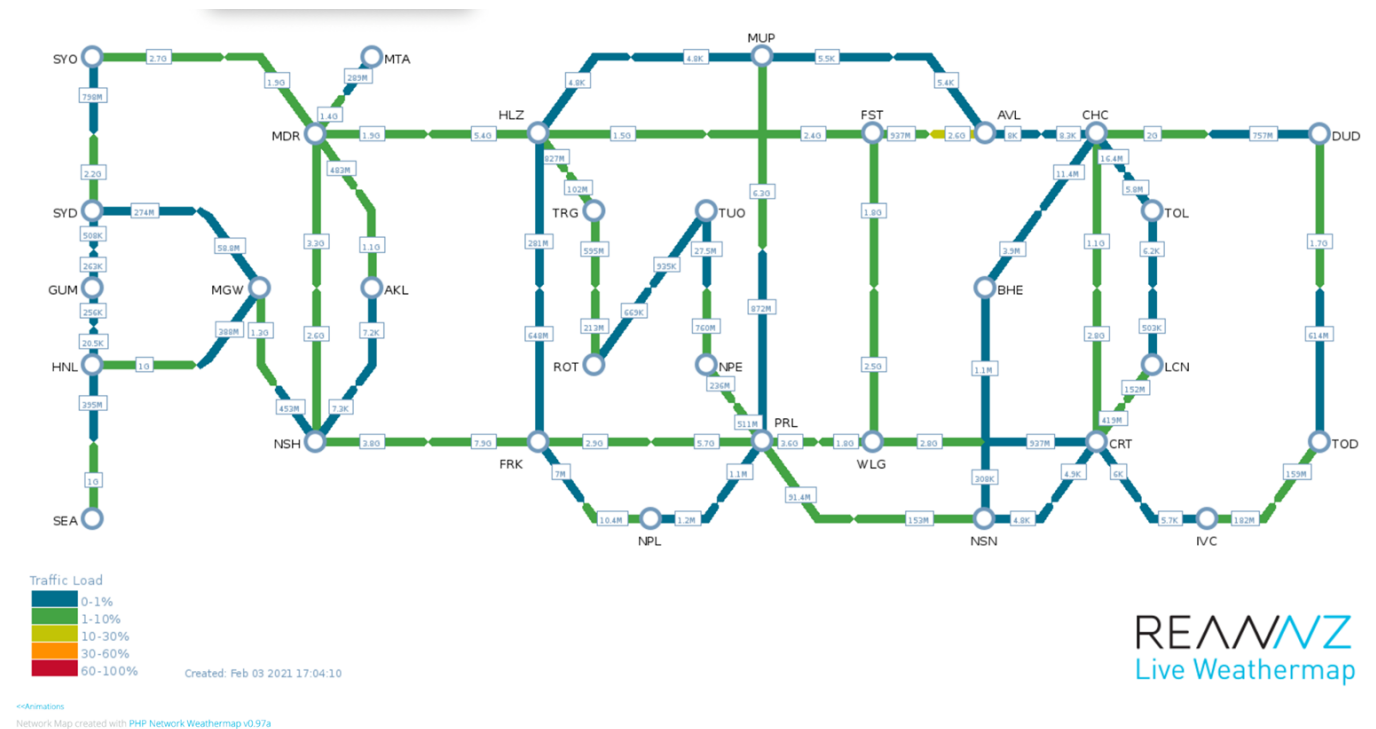 MUP
SYO 2.7G MTA 4.8K 5.5K
289M
798M 1.9G 4.8K 5.4K
1.4G HLZ FST AVL CHC
MDR 1.9G 5.4G 1.5G 2.4G 937M 2.6G 8K 8.3K 2G 757M DUD
827M 16.4M
2.2G 483M 102M 6.3G 11.4M 5.8M
SYD 274M TRG TUO 1.8G TOL
508K
58.8M 3.3G 1.1G 281M 595M 27.5M 3.9M 1.1G 6.2K 1.7G
263K 935K
GUM MGW AKL BHE
256K 669K 872M
388M 1.3G 2.6G 7.2K 648M 213M 760M 2.8G 503K 614M
20.5K
HNL 1G ROT NPE 2.5G 1.1M LCN
236M 152M
395M 453M 7.3K 511M 419M
PRL
NSH 3.8G 7.9G 2.9G 5.7G 3.6G 1.8G 2.8G 937M CRT TOD
FRK WLG
1G 7M 1.1M 308K 4.9K 6K 159M
91.4M
SEA 10.4M 1.2M 153M 4.8K 5.7K 182M
NPL NSN IVC
Traffic Load
0-1%
1-10%
10-30%
30-60%
60-100%
Created: Feb 03 2021 17:04:10
REANNZ
Live Weathermap
<<Animations
Network Map created with PHP Network Weathermap v0.97a